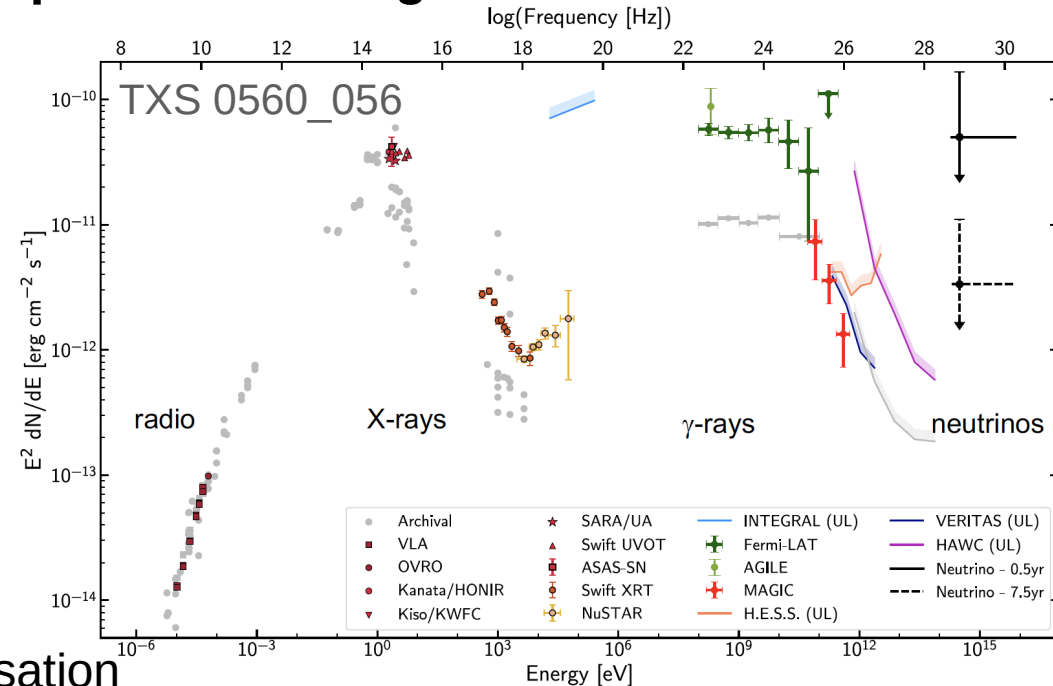 log(Frequency [Hz])
8 10 12 14 16 18 20 22 24 26 28 30
TXS 0560_056
E² dN/dE [erg cm⁻² s⁻¹]
10⁻¹⁰
10⁻¹¹
10⁻¹²
10⁻¹³
10⁻¹⁴
radio X-rays γ-rays neutrinos
Archival SARA/UA INTEGRAL (UL) VERITAS (UL)
VLA Swift UVOT Fermi-LAT HAWC (UL)
OVRO ASAS-SN AGILE Neutrino - 0.5yr
Kanata/HONIR Swift XRT MAGIC Neutrino - 7.5yr
Kiso/KWFC NuSTAR H.E.S.S. (UL)
10⁻⁶ 10⁻³ 10⁰ 10³ 10⁶ 10⁹ 10¹² 10¹⁵
sation
Energy [eV]